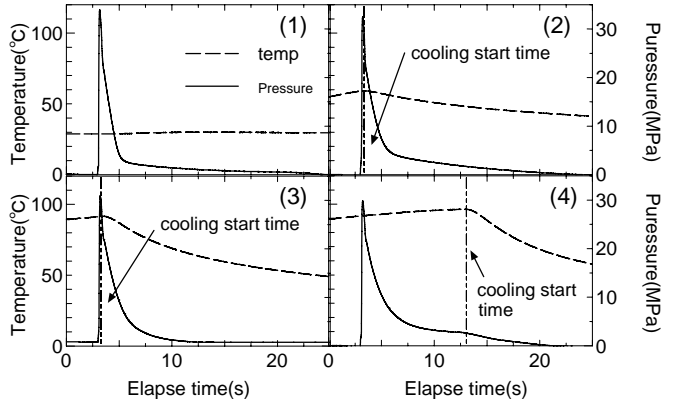 (1)
temp
Pressure
Temperature(°C)
100
50
0
(2)
cooling start time
Puressure(MPa)
30
20
10
0
(3)
cooling start time
Temperature(°C)
100
50
0
0
10
20
Elapse time(s)
(4)
cooling start
time
Puressure(MPa)
30
20
10
0
0
10
20
Elapse time(s)